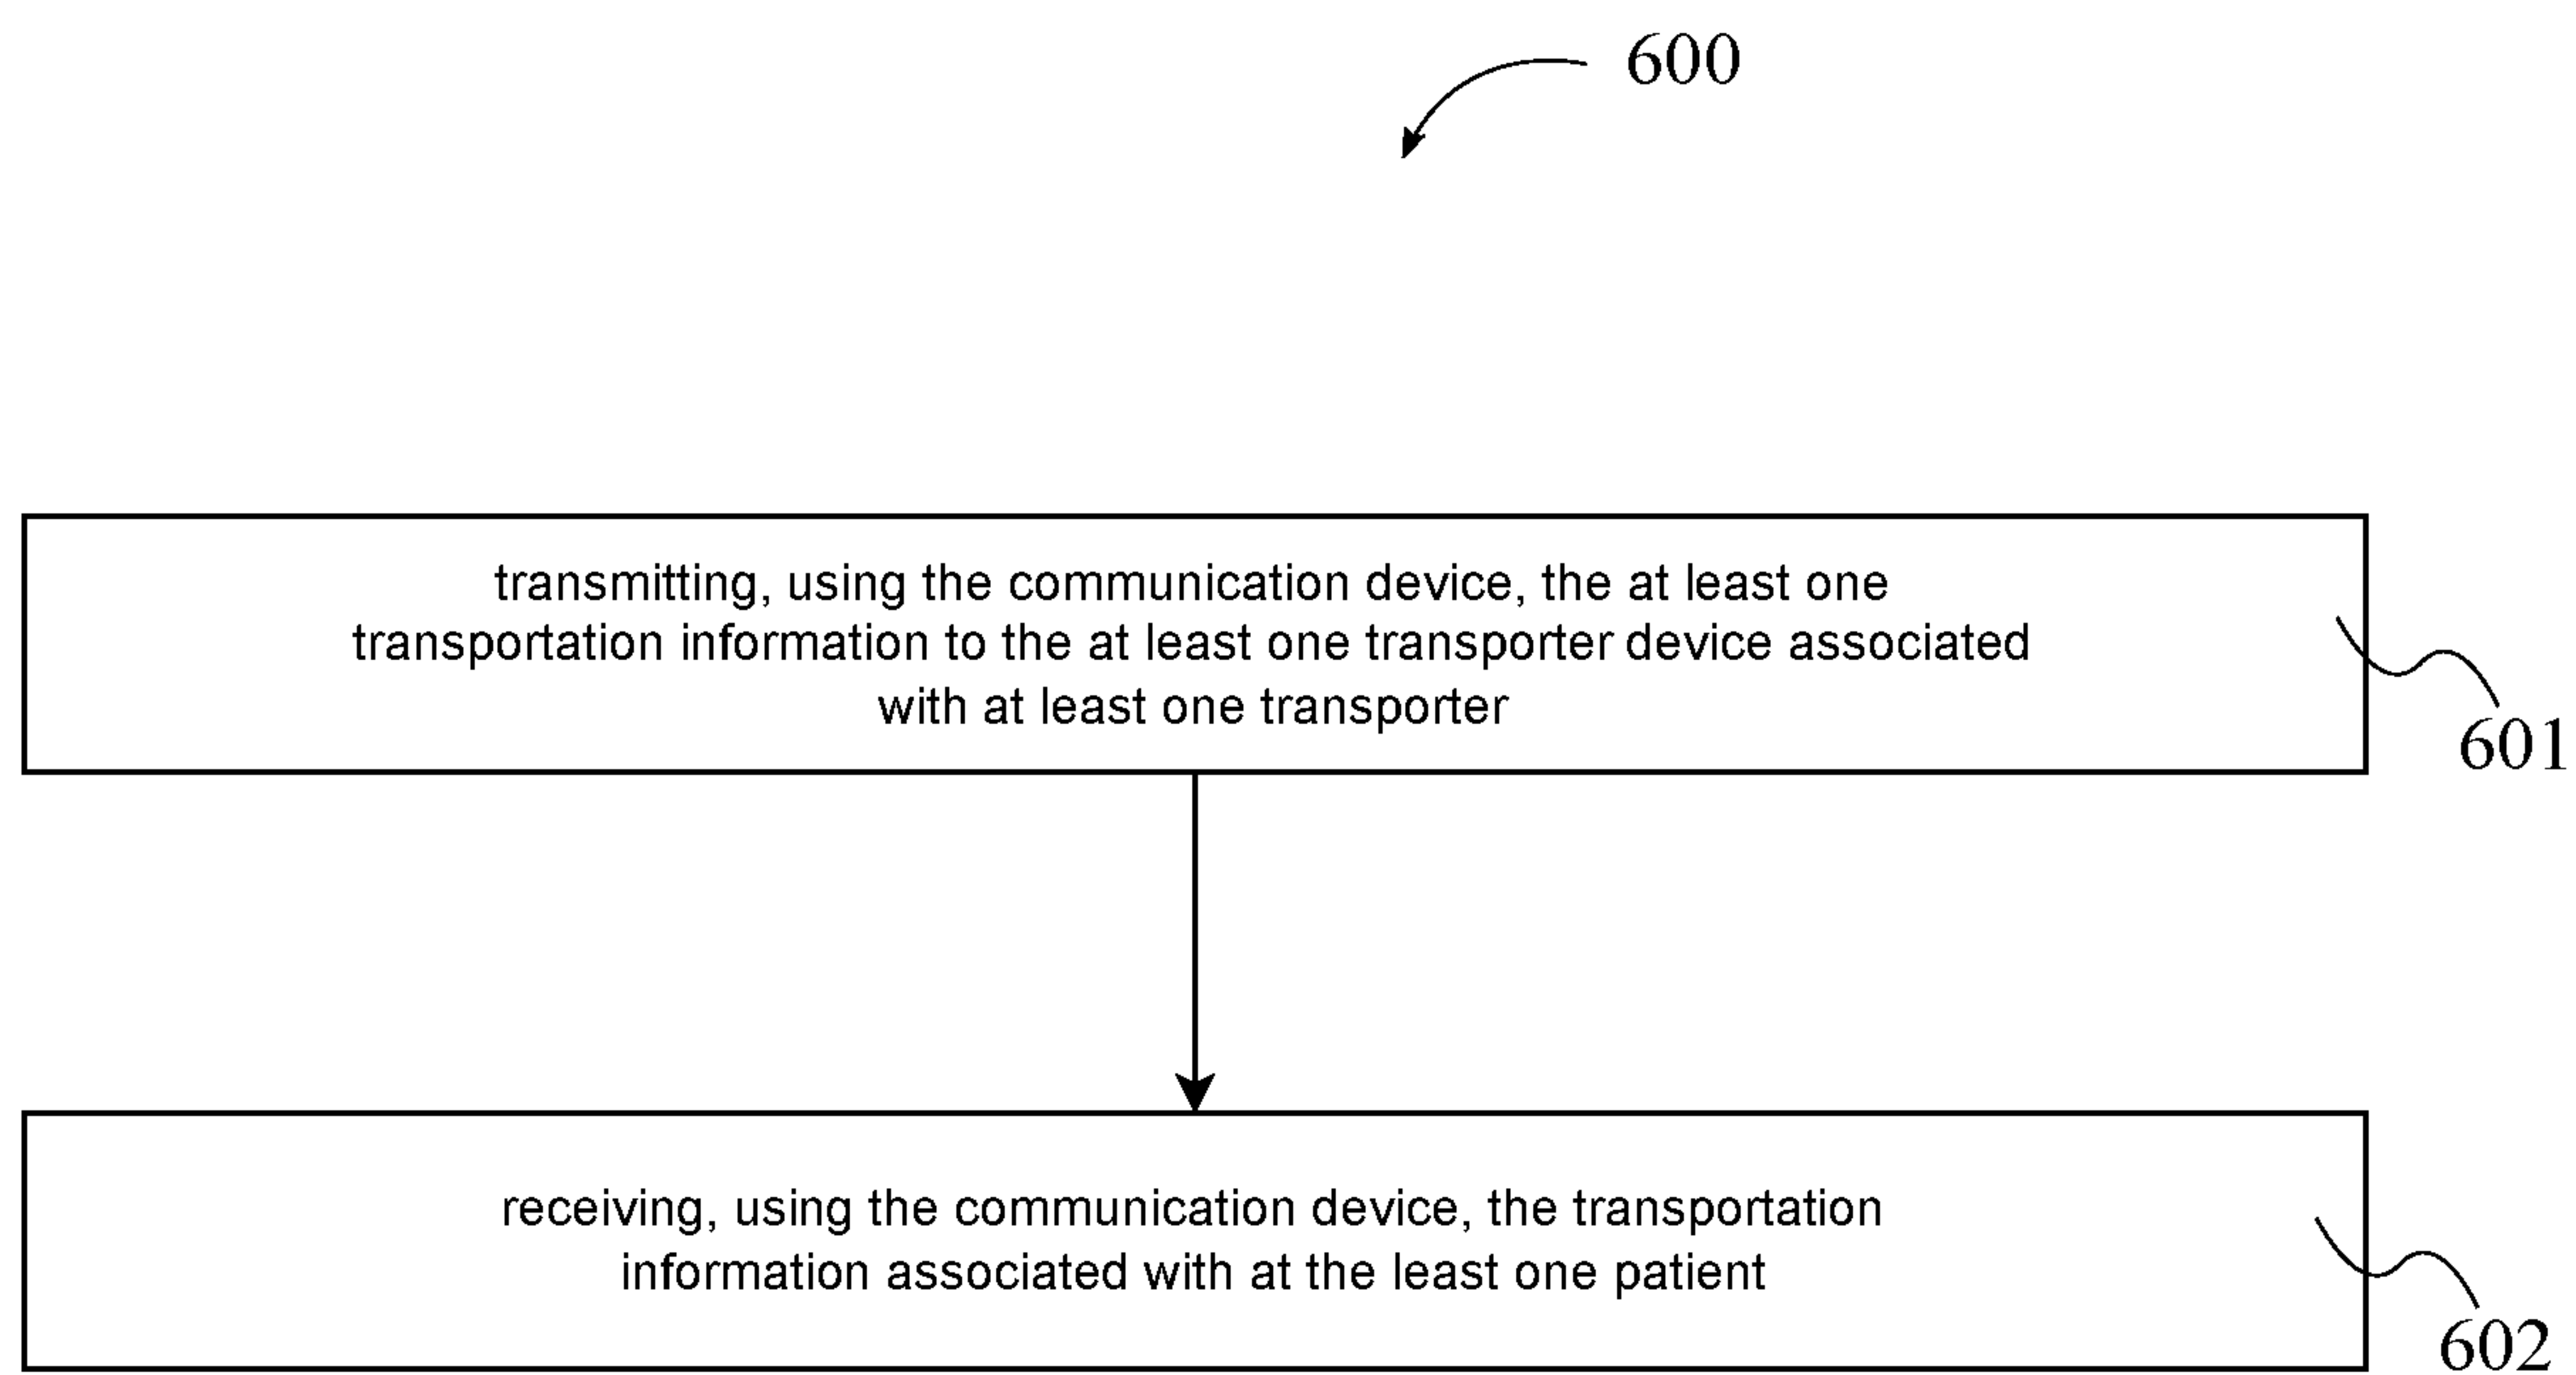 600
transmitting, using the communication device, the at least one
transportation information to the at least one transporter device associated
with at least one transporter
601
receiving, using the communication device, the transportation
information associated with at the least one patient
602